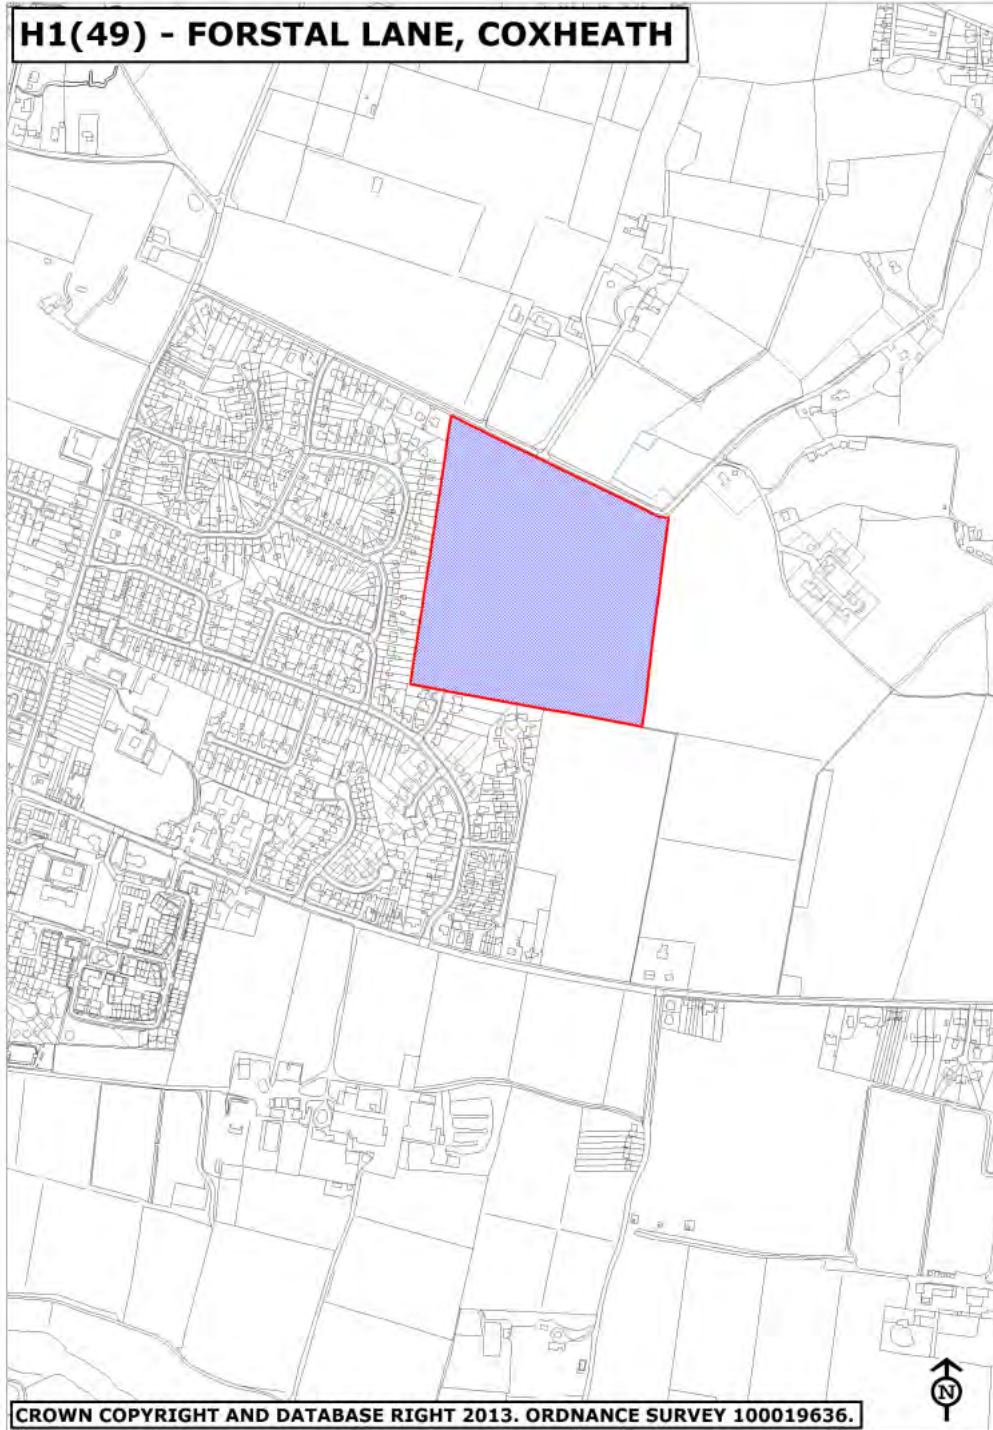 H1(49) - FORSTAL LANE, COXHEATH
N
CROWN COPYRIGHT AND DATABASE RIGHT 2013. ORDNANCE SURVEY 100019636.